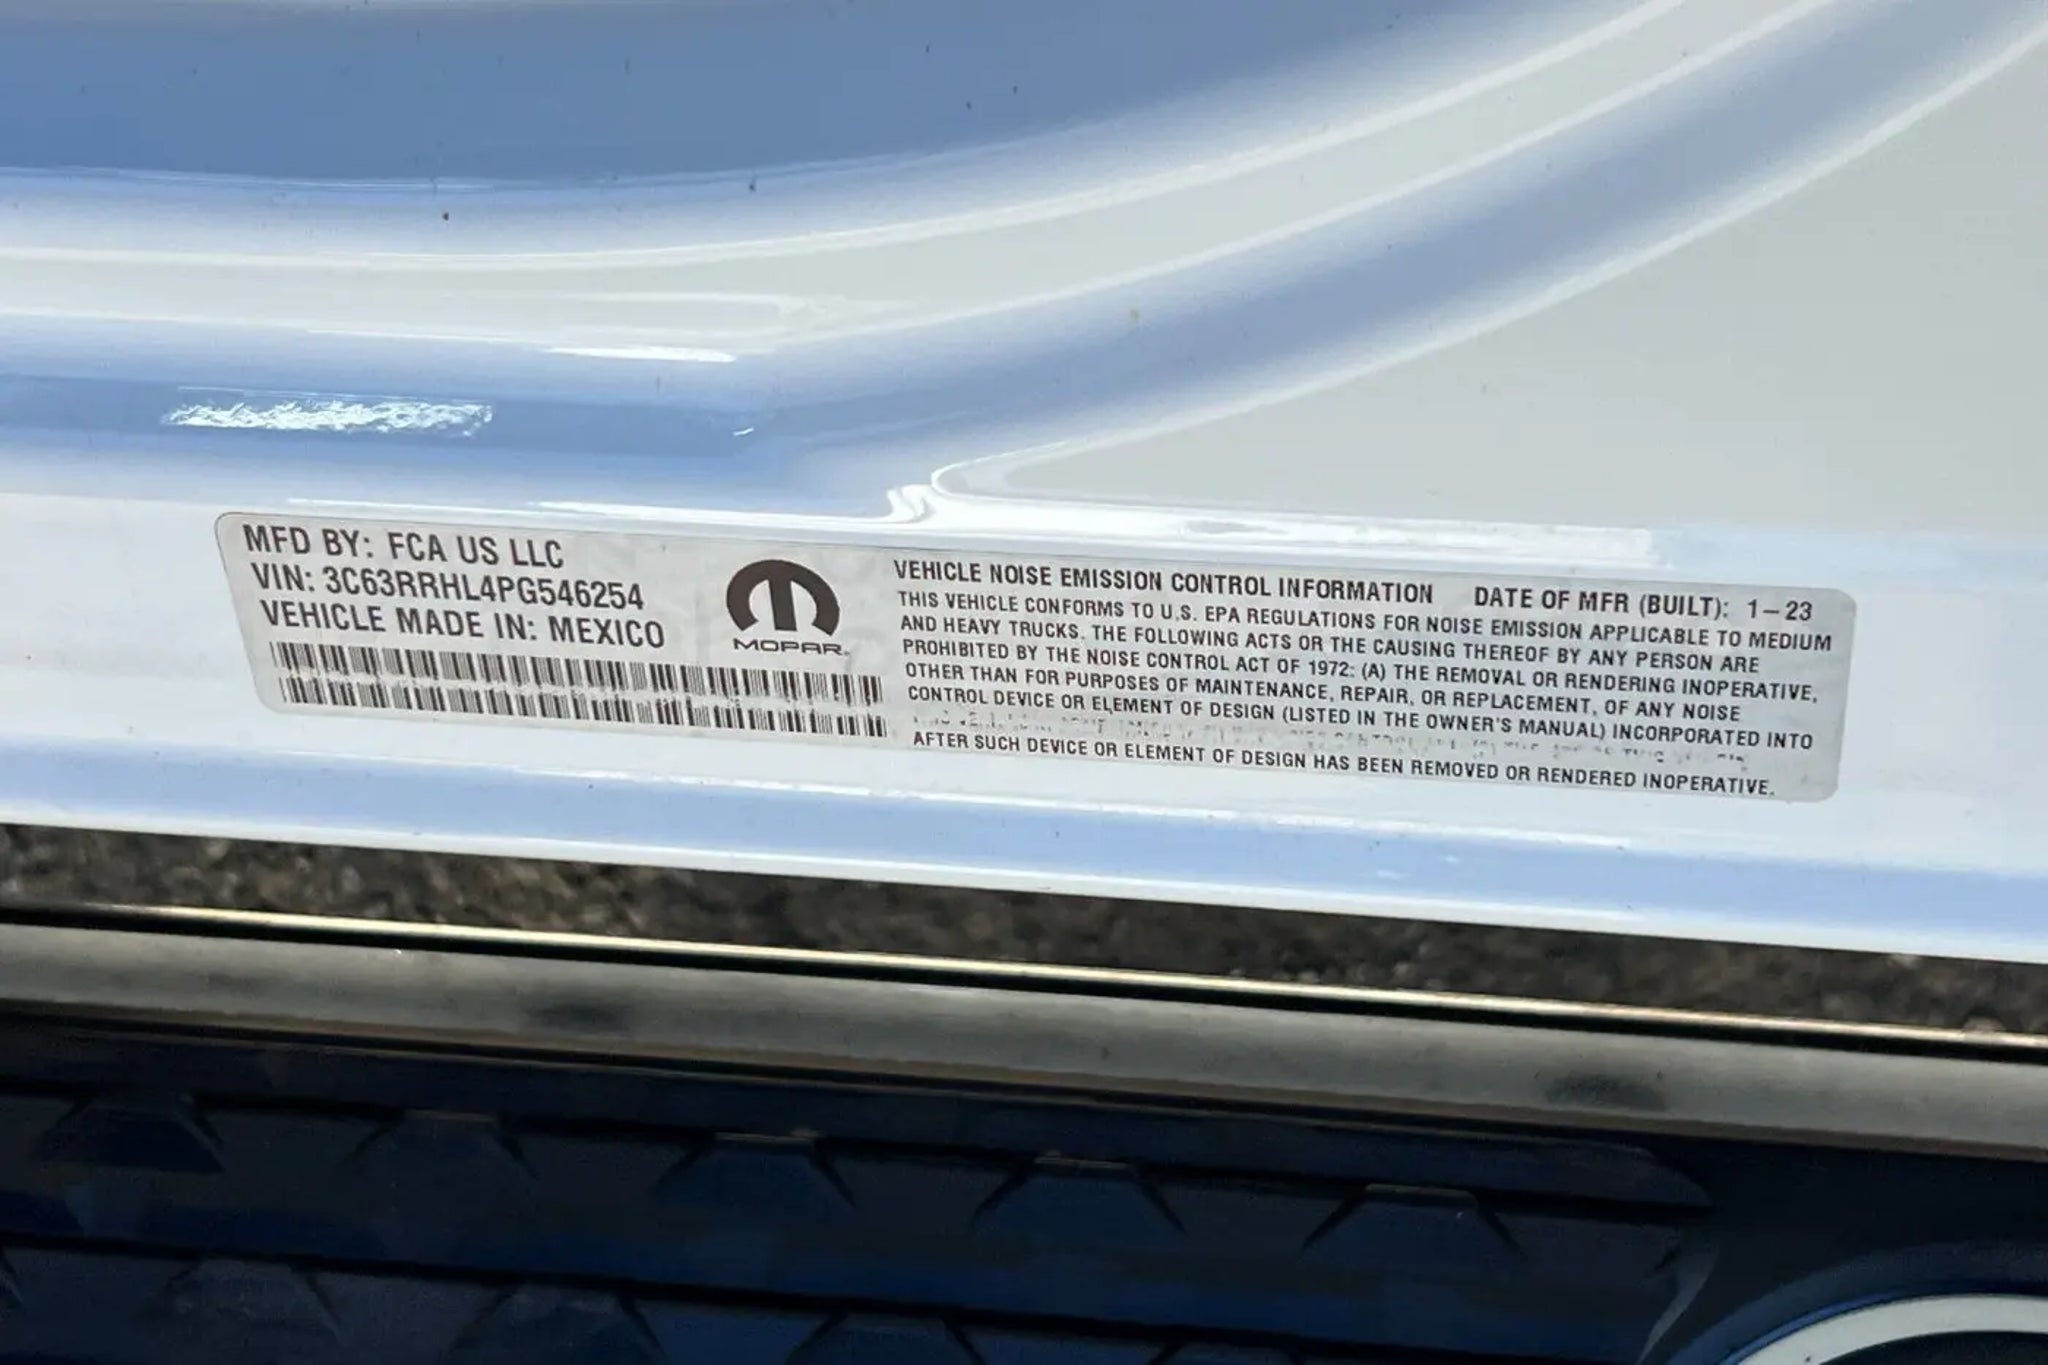 MFD BY: FCA US LLC
VIN: 3C63RRHL4PG546254
VEHICLE MADE IN: MEXICO
MOPAR
VEHICLE NOISE EMISSION CONTROL INFORMATION DATE OF MFR (BUILT): 1-23
THIS VEHICLE CONFORMS TO U.S. EPA REGULATIONS FOR NOISE EMISSION APPLICABLE TO MEDIUM
AND HEAVY TRUCKS. THE FOLLOWING ACTS OR THE CAUSING THEREOF BY ANY PERSON ARE
PROHIBITED BY THE NOISE CONTROL ACT OF 1972: (A) THE REMOVAL OR RENDERING INOPERATIVE,
OTHER THAN FOR PURPOSES OF MAINTENANCE, REPAIR, OR REPLACEMENT, OF ANY NOISE
CONTROL DEVICE OR ELEMENT OF DESIGN (LISTED IN THE OWNER'S MANUAL) INCORPORATED INTO
AFTER SUCH DEVICE OR ELEMENT OF DESIGN HAS BEEN REMOVED OR RENDERED INOPERATIVE.